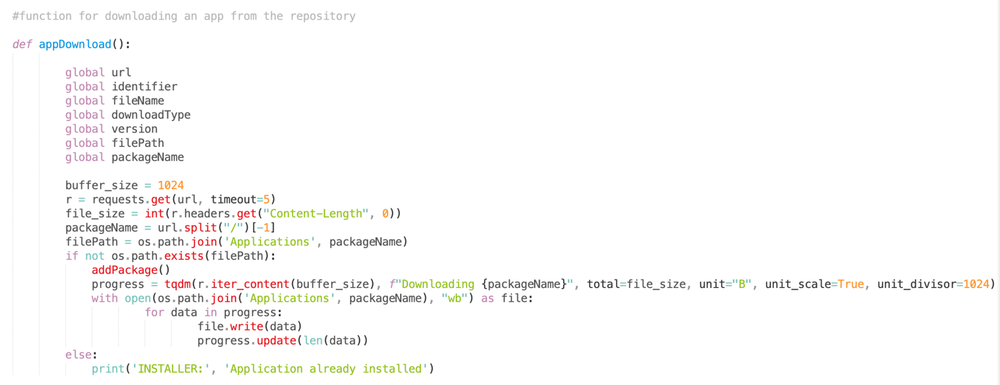 #function for downloading an app from the repository
def appDownload():
global url
global identifier
global fileName
global downloadType
global version
global filePath
global packageName
buffer_size = 1024
r = requests.get(url, timeout=5)
file_size = int(r.headers.get("Content-Length", 0))
packageName = url.split("/")[-1]
filePath = os.path.join('Applications', packageName)
if not os.path.exists(filePath):
addPackage()
progress = tqdm(r.iter_content(buffer_size), f"Downloading {packageName}", total=file_size, unit="B", unit_scale=True, unit_divisor=1024)
with open(os.path.join('Applications', packageName), "wb") as file:
for data in progress:
file.write(data)
progress.update(len(data))
else:
print('INSTALLER:', 'Application already installed')